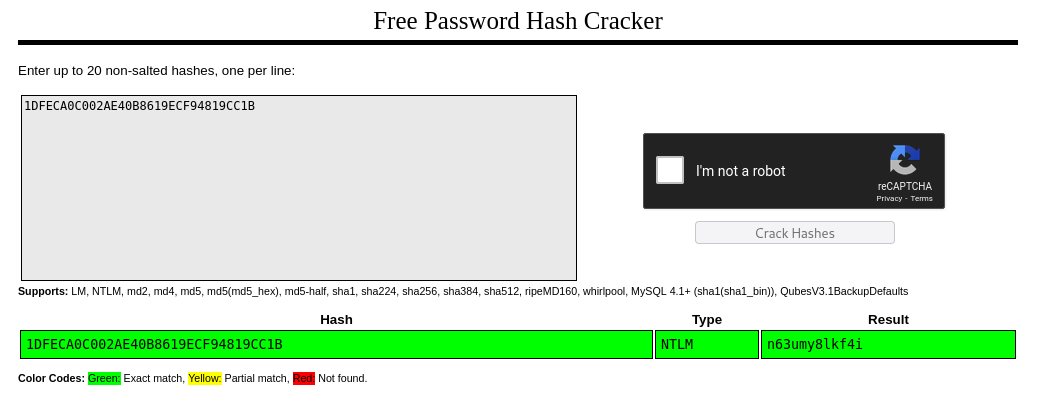 Free Password Hash Cracker
Enter up to 20 non-salted hashes, one per line:
1DFECA0C002AE40B8619ECF94819CC1B
I'm not a robot
reCAPTCHA
Privacy - Terms
Crack Hashes
Supports: LM, NTLM, md2, md4, md5, md5(md5_hex), md5-half, sha1, sha224, sha256, sha384, sha512, ripeMD160, whirlpool, MySQL 4.1+ (sha1(sha1_bin)), QubesV3.1BackupDefaults
Hash Type Result
1DFECA0C002AE40B8619ECF94819CC1B NTLM n63umy8lkf4i
Color Codes: Green: Exact match, Yellow: Partial match, Red: Not found.